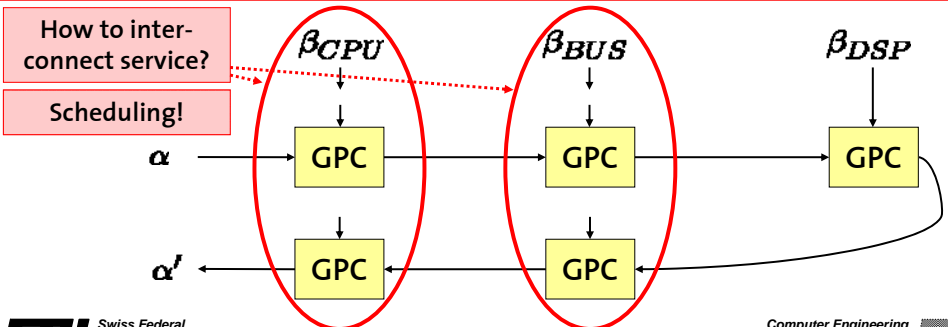 How to inter-
connect service?
Scheduling!
βCPU
βBUS
βDSP
α
GPC
GPC
GPC
α'
GPC
GPC
Swiss Federal
Computer Engineering